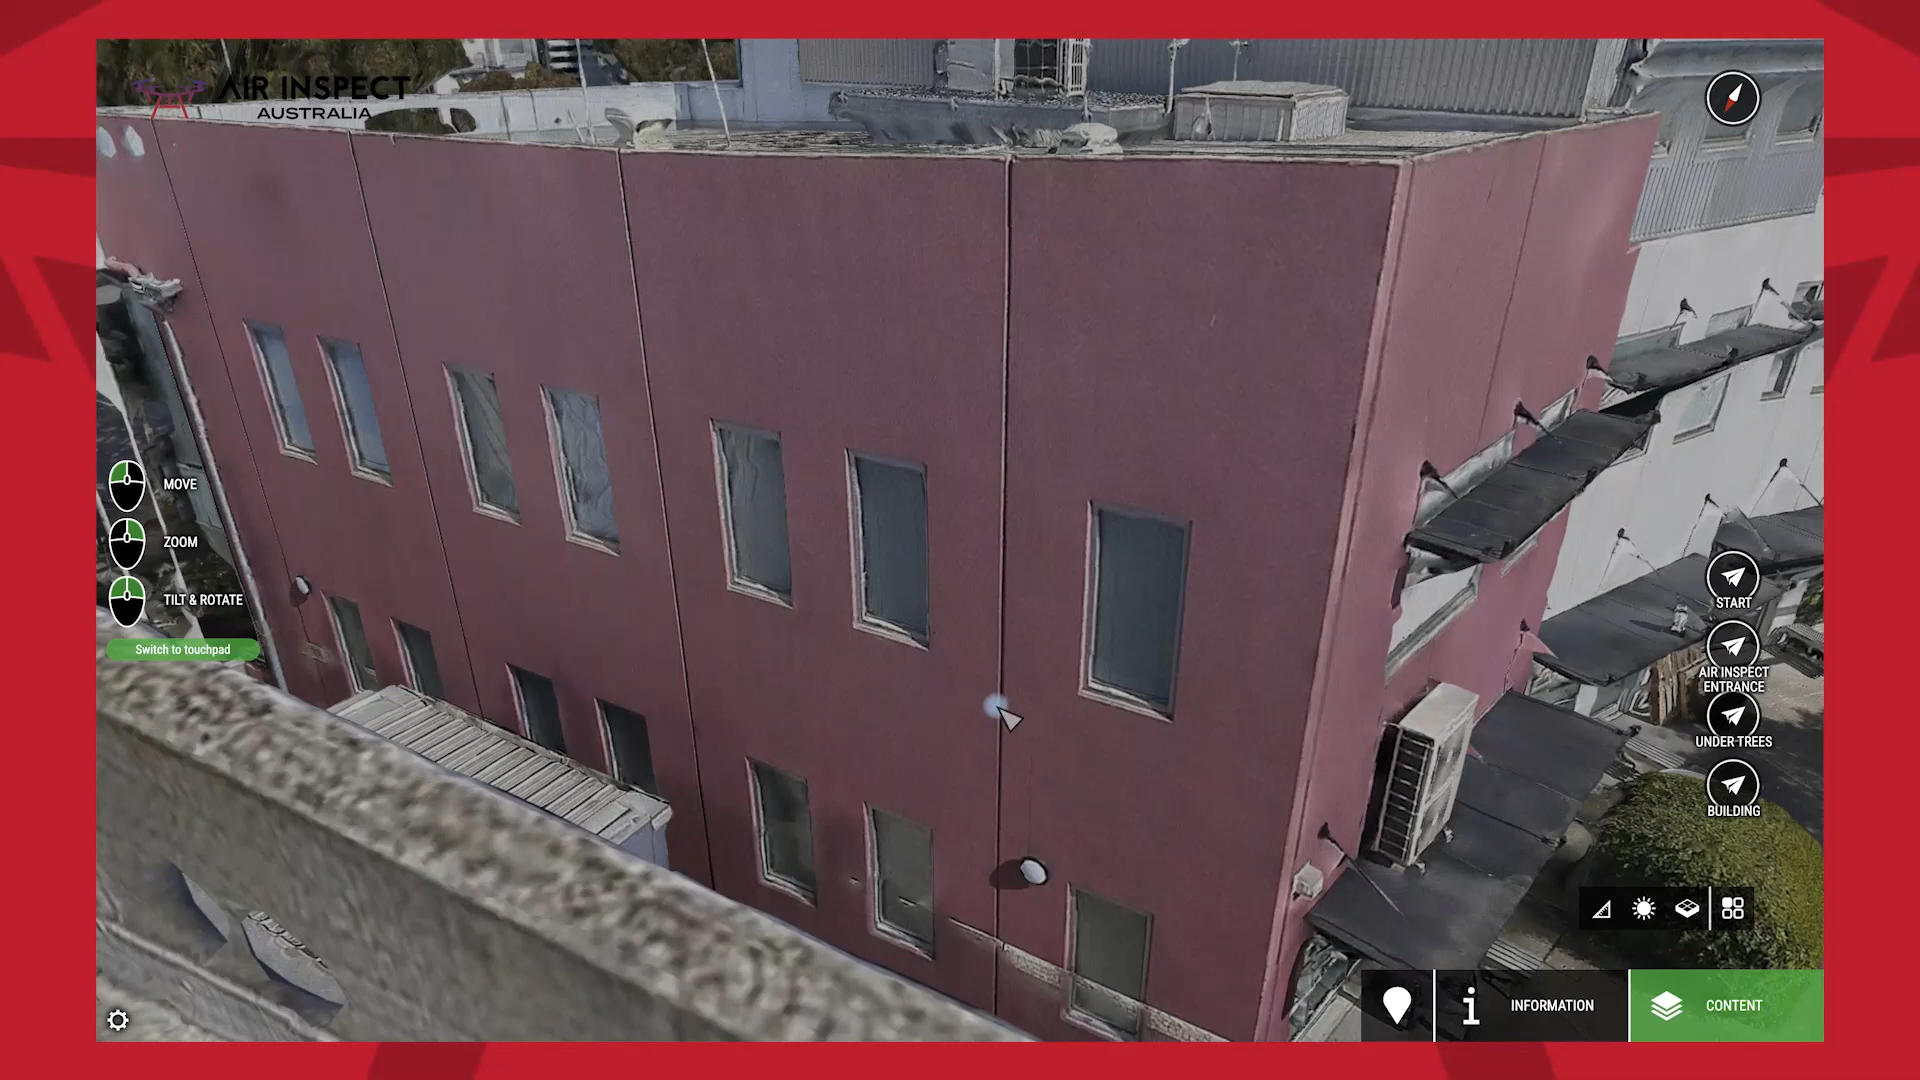 AIR INSPECT
AUSTRALIA
MOVE
ZOOM
TILT & ROTATE
Switch to touchpad
START
AIR INSPECT
ENTRANCE
UNDER TREES
BUILDING
INFORMATION
CONTENT